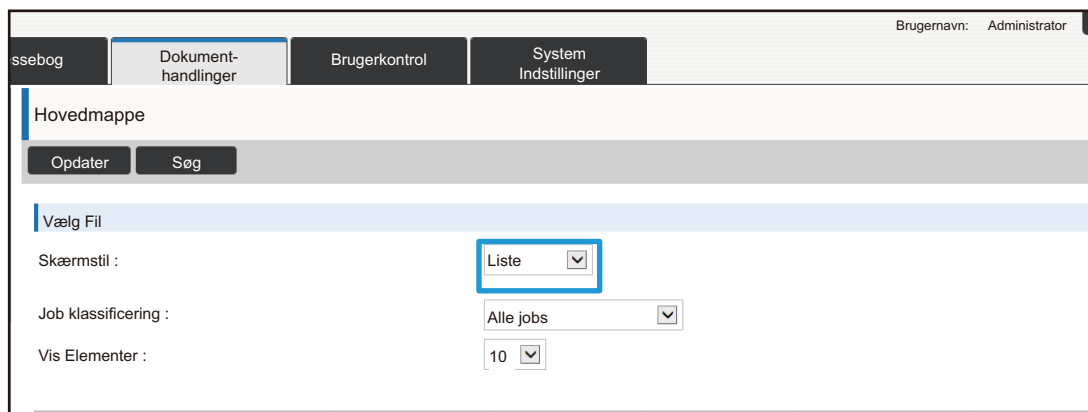 Brugernavn: Administrator
ssebog
Dokument-
handlinger
Brugerkontrol
System
Indstillinger
Hovedmappe
Opdater
Søg
Vælg Fil
Skærmstil : Liste
Job klassificering : Alle jobs
Vis Elementer : 10